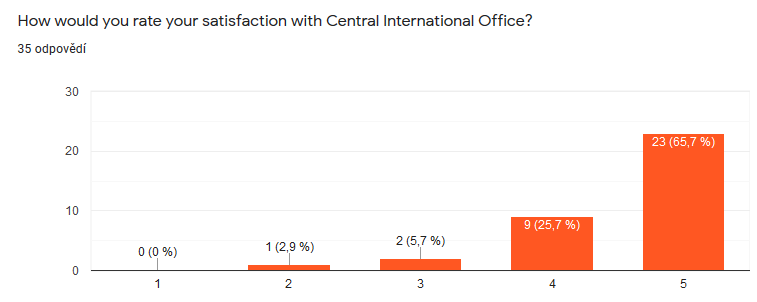 How would you rate your satisfaction with Central International Office?
35 odpovědí
30
20
10
0
0 (0 %)
1 (2,9 %)
2 (5,7 %)
9 (25,7 %)
23 (65,7 %)
1
2
3
4
5